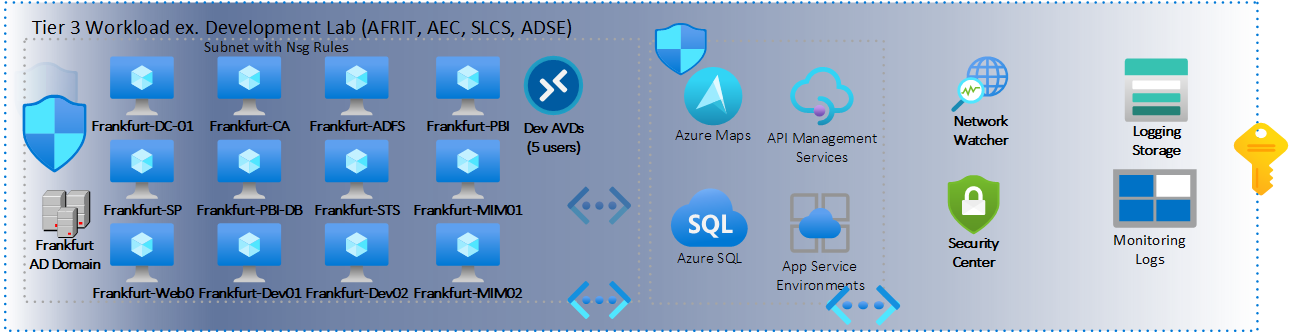 Tier 3 Workload ex. Development Lab (AFRIT, AEC, SLCS, ADSE)
Subnet with Nsg Rules
Frankfurt-DC-01
Frankfurt-CA
Frankfurt-ADFS
Frankfurt-PBI
Dev AVDs
(5 users)
Frankfurt-SP
Frankfurt-PBI-DB
Frankfurt-STS
Frankfurt-MIM01
Frankfurt
AD Domain
Frankfurt-Web0
Frankfurt-Dev01
Frankfurt-Dev02
Frankfurt-MIM02
Azure Maps
API Management
Services
SQL
Azure SQL
App Service
Environments
Network
Watcher
Logging
Storage
Security
Center
Monitoring
Logs